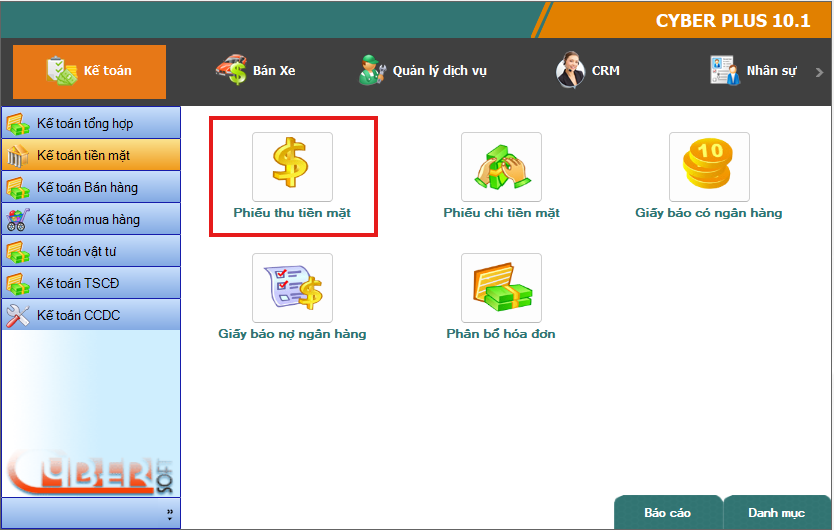 CYBER PLUS 10.1
Kế toán
Bán Xe
Quản lý dịch vụ
CRM
Nhân sự
Kế toán tổng hợp
Kế toán tiền mặt
Kế toán Bán hàng
Kế toán mua hàng
Kế toán vật tư
Kế toán TSCĐ
Kế toán CCDC
Phiếu thu tiền mặt
Phiếu chi tiền mặt
10
Giấy báo có ngân hàng
Giấy báo nợ ngân hàng
Phân bổ hóa đơn
CYBER SOFT
Báo cáo
Danh mục